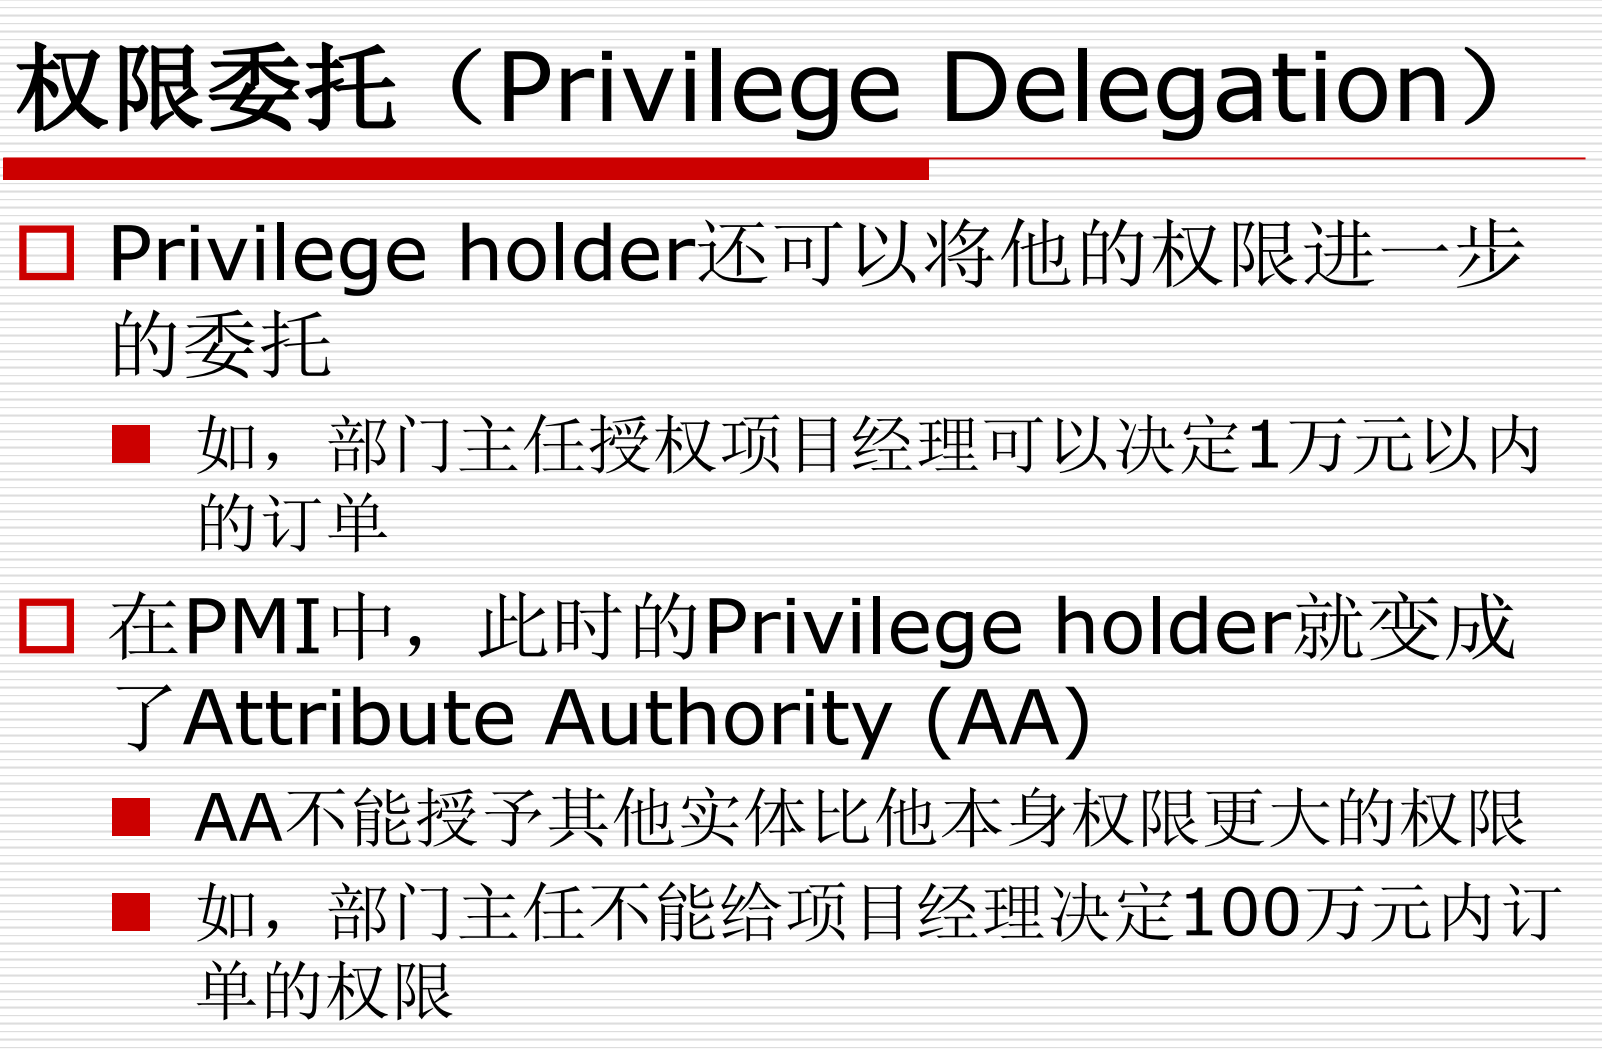 权限委托（Privilege Delegation）
Privilege holder还可以将他的权限进一步
的委托
如，部门主任授权项目经理可以决定1万元以内
的订单
在PMI中，此时的Privilege holder就变成
了Attribute Authority (AA)
AA不能授予其他实体比他本身权限更大的权限
如，部门主任不能给项目经理决定100万元内订
单的权限